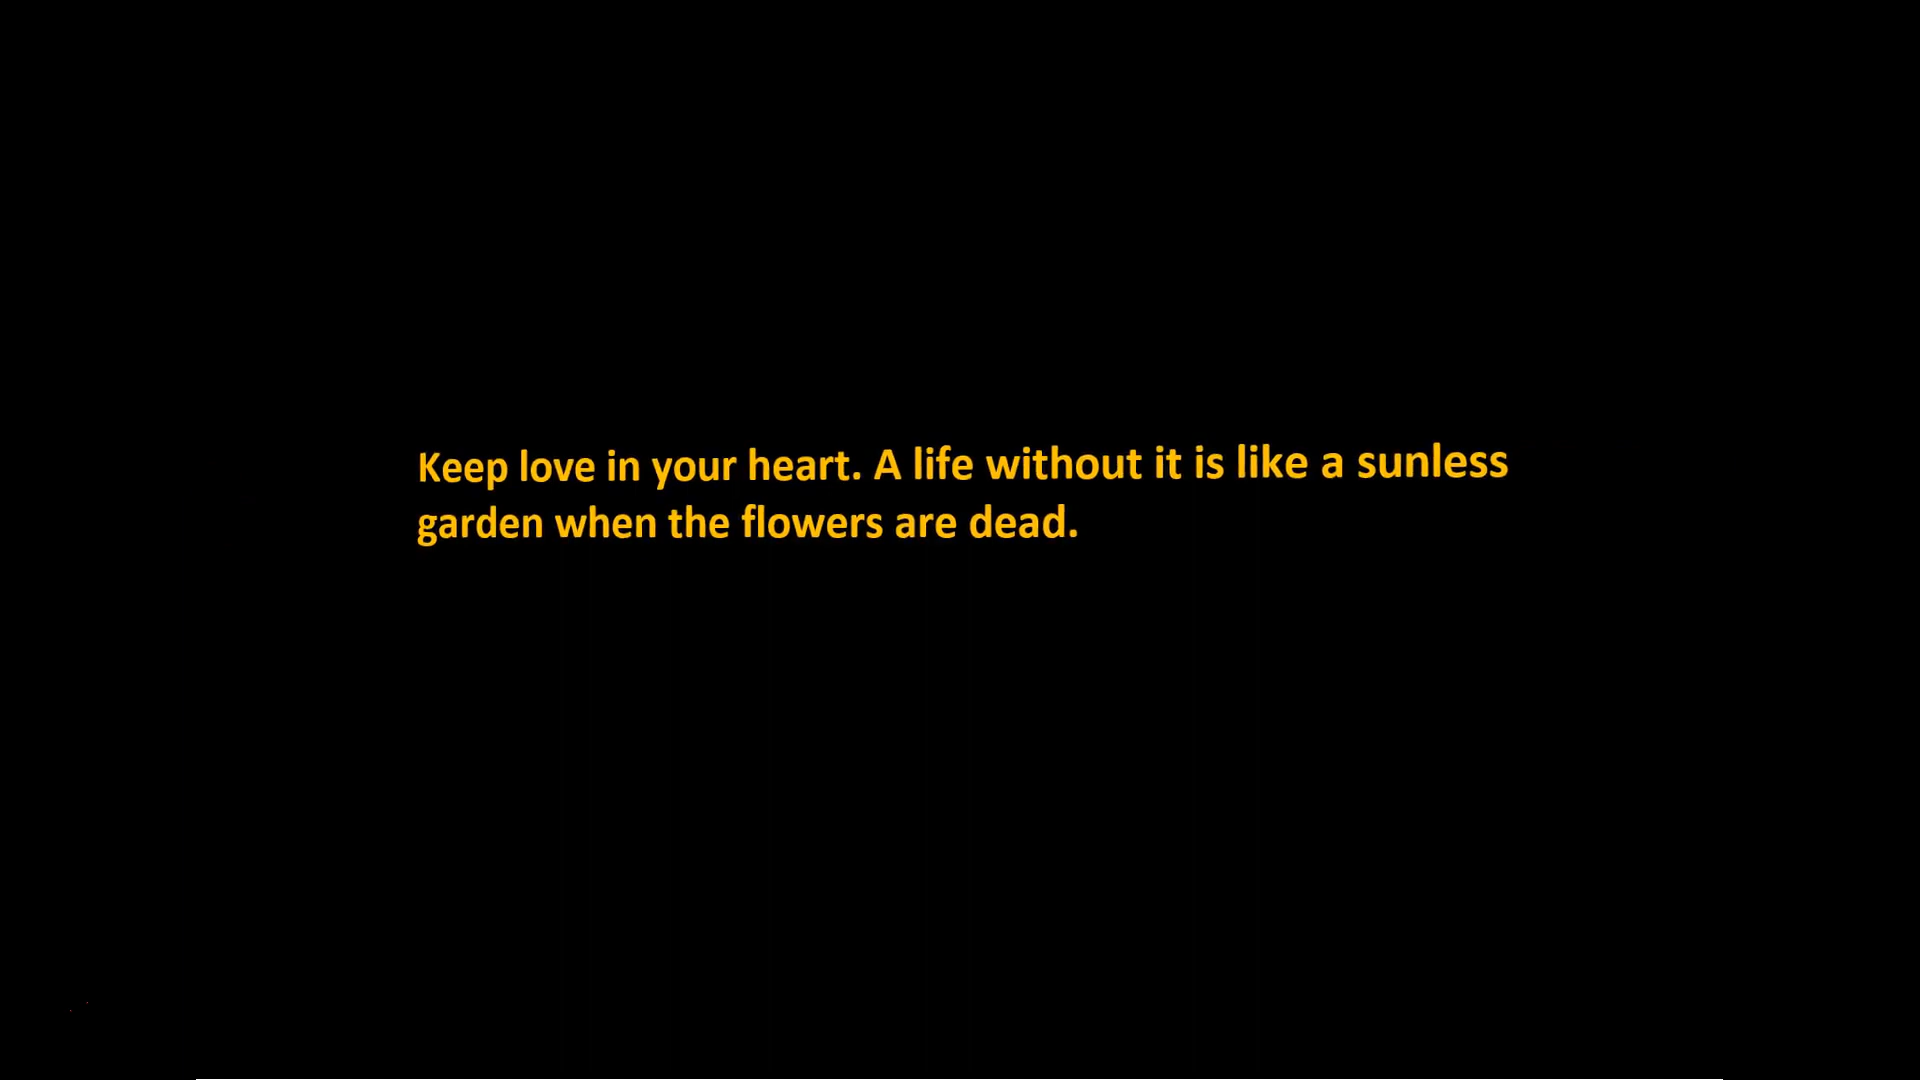 Keep love in your heart. A life without it is like a sunless
garden when the flowers are dead.